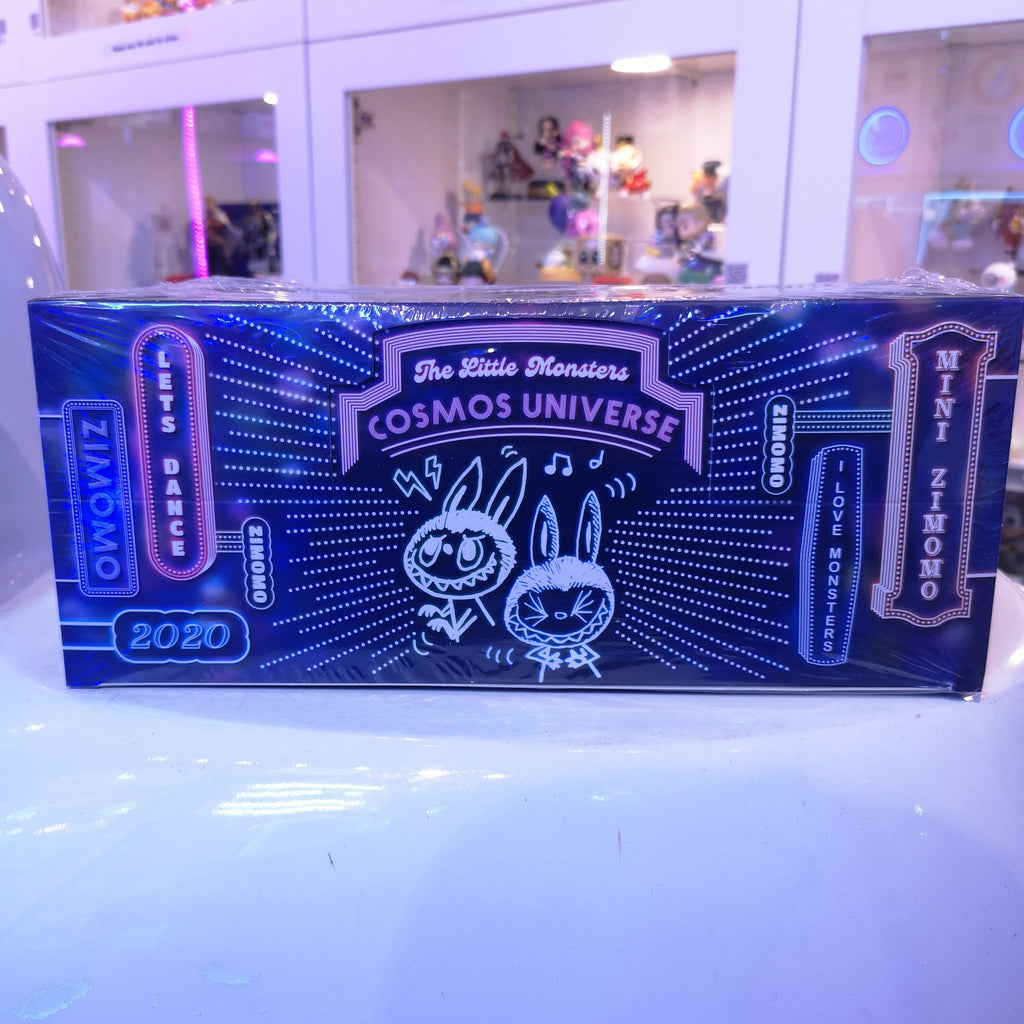 The Little Monsters
COSMOS UNIVERSE
ZIMOMO
LETS DANCE
ZIMOMO
2020
ZIMOMO
I LOVE MONSTERS
MINI ZIMOMO